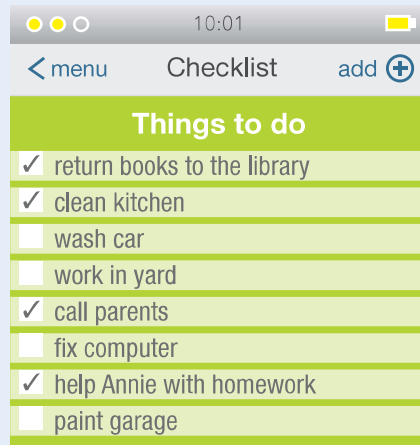 10:01
menu Checklist add
Things to do
return books to the library
clean kitchen
wash car
work in yard
call parents
fix computer
help Annie with homework
paint garage